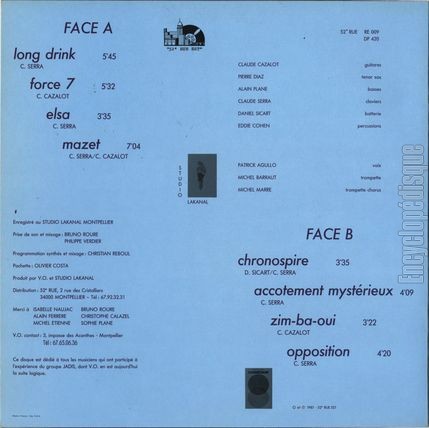 FACE A
long drink 5'45
C. SERRA
force 7 5'32
C. CAZALOT
elsa 3'35
C. SERRA
mazet 7'04
C. SERRA/C. CAZALOT
52e RUE RE 009
DP 435
CLAUDE CAZALOT guitares
PIERRE DIAZ tenor sax
ALAIN PLANE basses
CLAUDE SERRA claviers
DANIEL SICART batterie
EDDIE COHEN percussions
STUDIO
LAKANAL
PATRICE AGULLO voix
MICHEL BARRAUT trompette
MICHEL MARRE trompette chorus
Enregistré au STUDIO LAKANAL MONTPELLIER
Prise de son et mixage : BRUNO ROURE
PHILIPPE VERDIER
Programmation synthés et mixage : CHRISTIAN REBOUL
Pochette : OLIVIER COSTA
Produit par V.O. et STUDIO LAKANAL
Distribution : 52e RUE, 2 rue des Cristalliers
34000 MONTPELLIER - Tél : 67.92.32.31
Merci à ISABELLE NAUJAC BRUNO ROURE
ALAIN FERRERE CHRISTOPHE CALAZEL
MICHEL ETIENNE SOPHIE PLANE
V.O. contact : 2, impasse des Acanthes - Montpellier
Tél : 67.65.06.36
Ce disque est dédié à tous les musiciens qui ont participé à
l'expérience du groupe JADIS, dont V.O. en est aujourd'hui
la suite logique.
FACE B
chronospire 3'35
D. SICART/C. SERRA
accotement mystérieux 4'09
C. SERRA
zim-ba-oui 3'22
C. CAZALOT
opposition 4'20
C. SERRA
Encyclopédisque